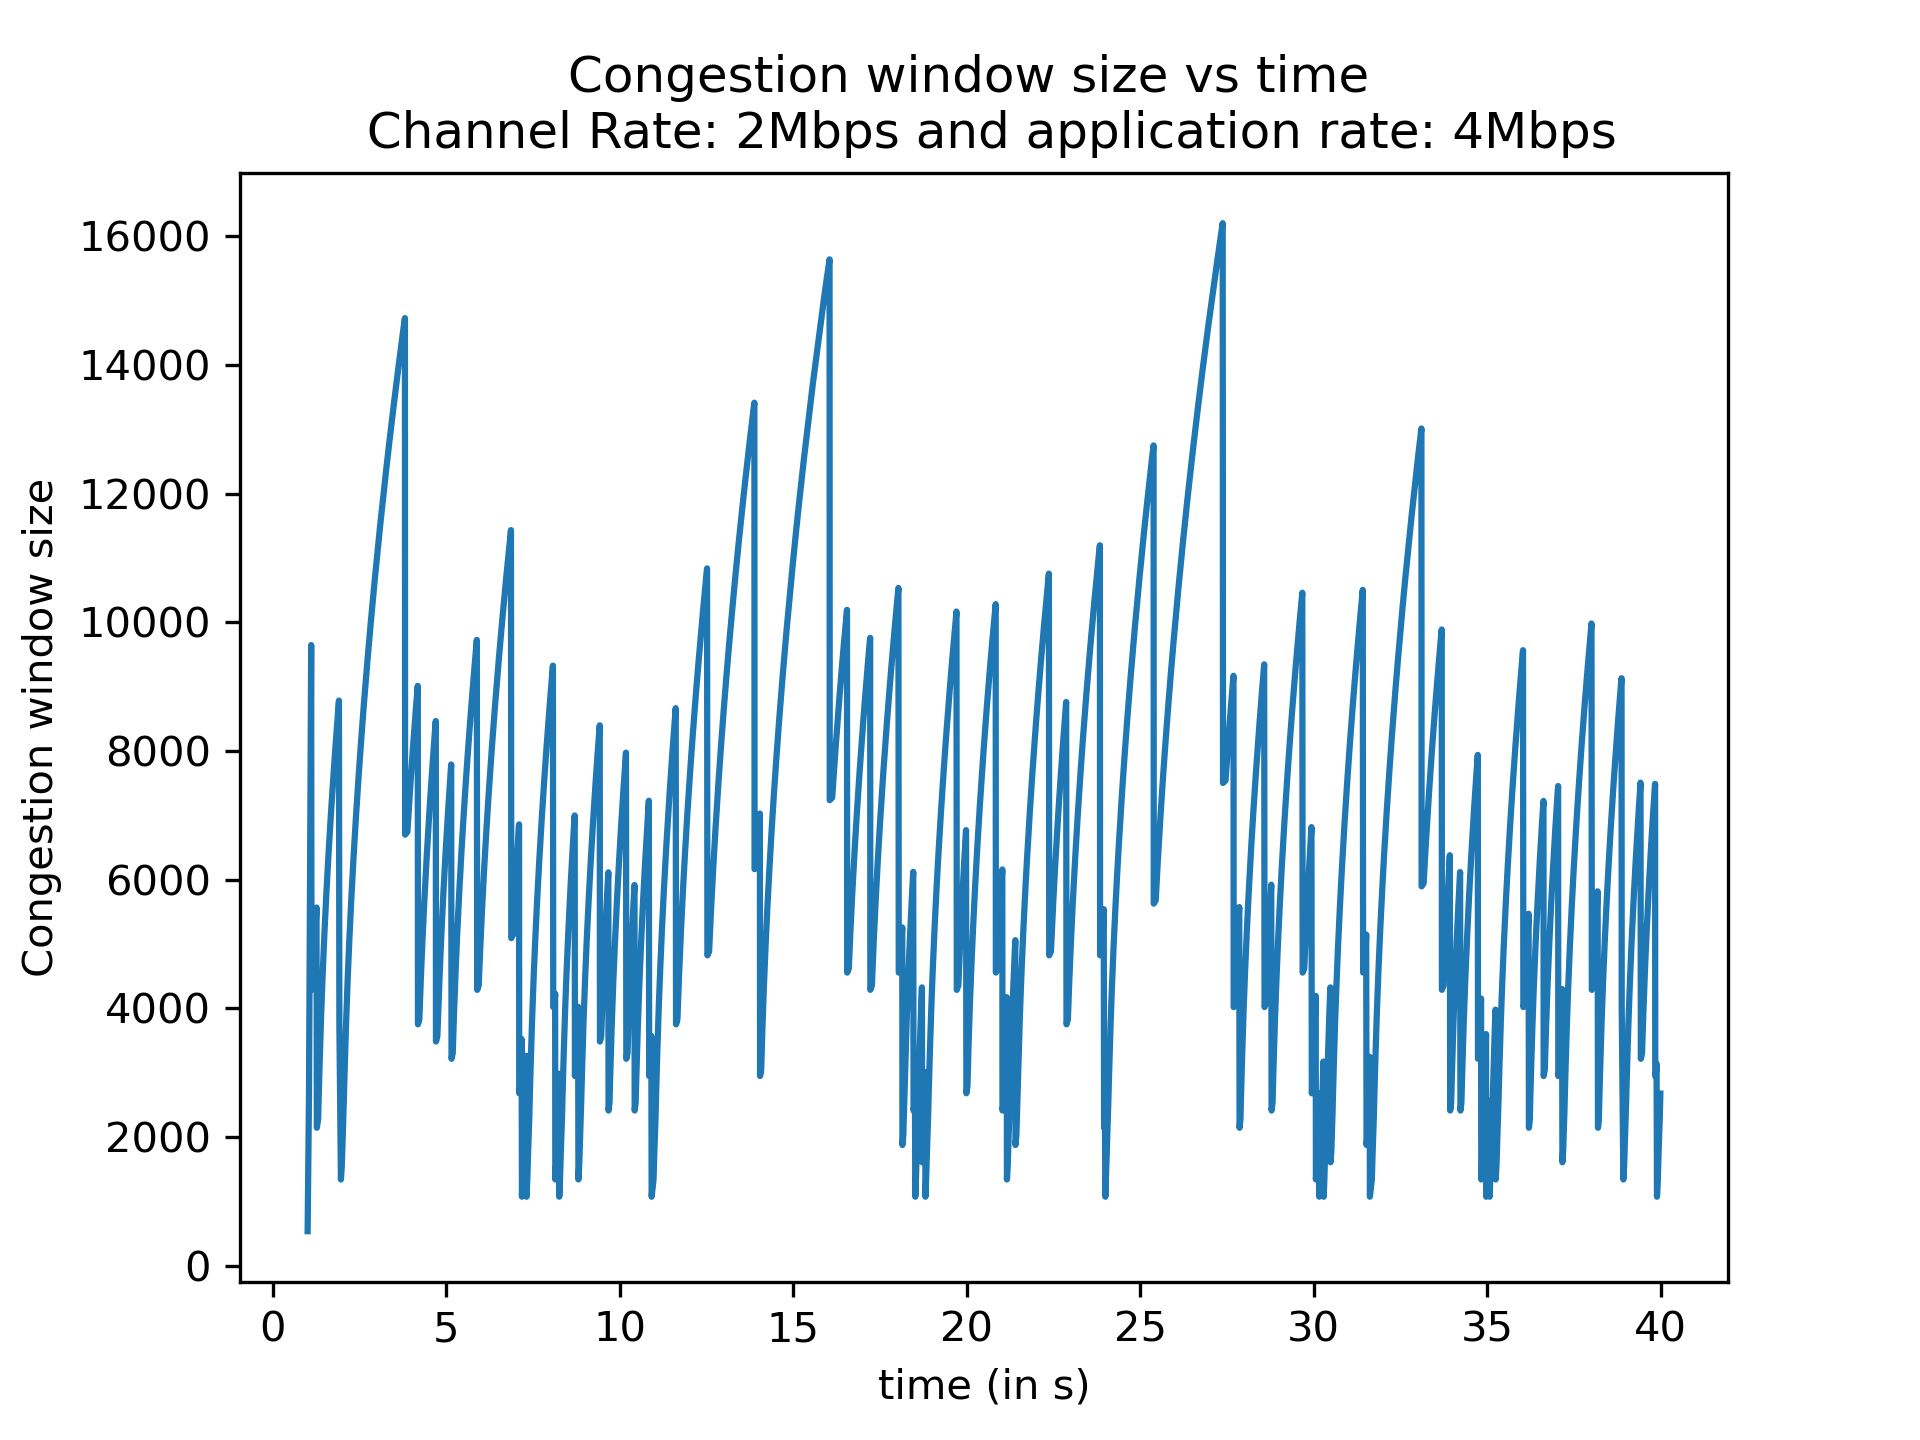 Congestion window size vs time
Channel Rate: 2Mbps and application rate: 4Mbps
16000
14000
12000
10000
8000
6000
4000
2000
0
Congestion window size
0 5 10 15 20 25 30 35 40
time (in s)